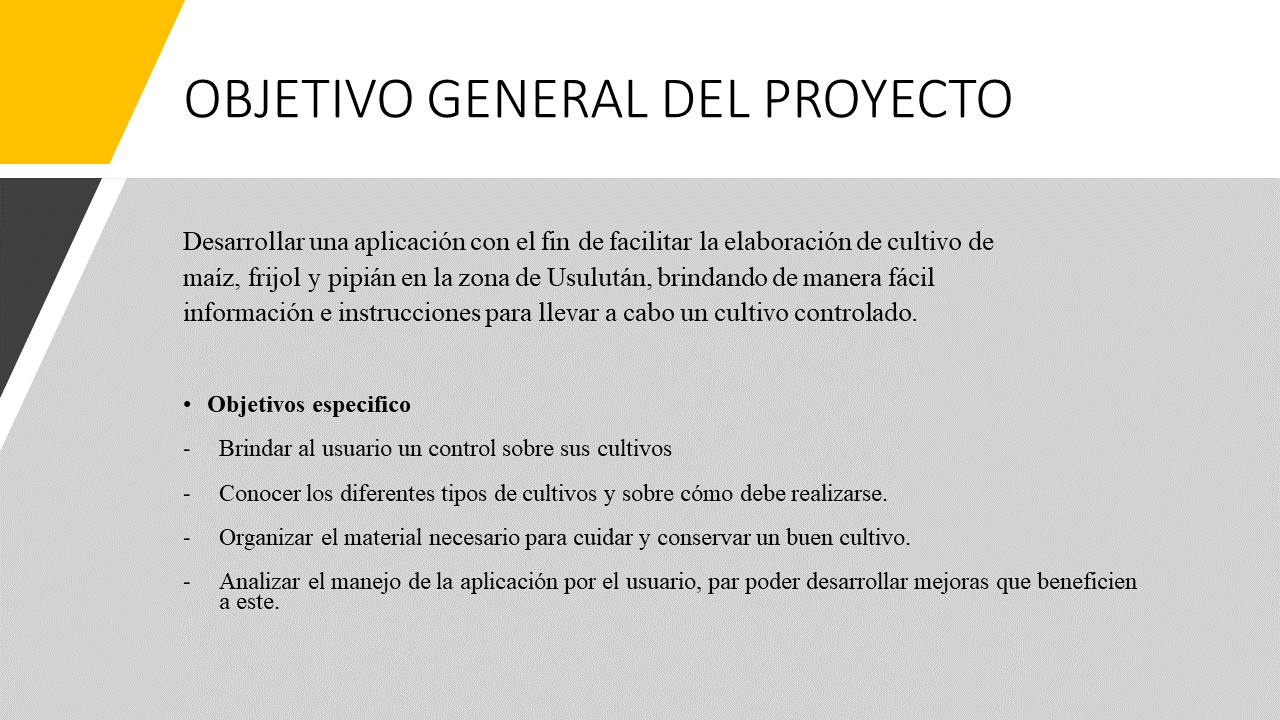 OBJETIVO GENERAL DEL PROYECTO
Desarrollar una aplicación con el fin de facilitar la elaboración de cultivo de
maíz, frijol y pipián en la zona de Usulután, brindando de manera fácil
información e instrucciones para llevar a cabo un cultivo controlado.
• Objetivos especifico
- Brindar al usuario un control sobre sus cultivos
- Conocer los diferentes tipos de cultivos y sobre cómo debe realizarse.
- Organizar el material necesario para cuidar y conservar un buen cultivo.
- Analizar el manejo de la aplicación por el usuario, par poder desarrollar mejoras que beneficien
a este.